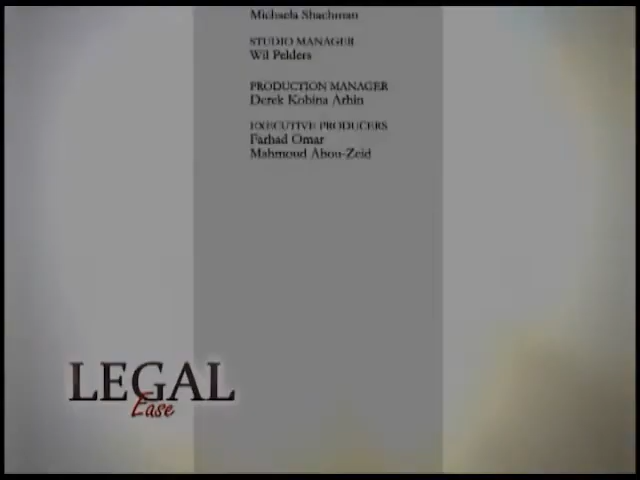 Michaela Shachman
STUDIO MANAGER
Wil Pelders
PRODUCTION MANAGER
Derek Kobina Arhin
EXECUTIVE PRODUCERS
Farhad Omar
Mahmoud Abou-Zeid
LEGAL
Ease